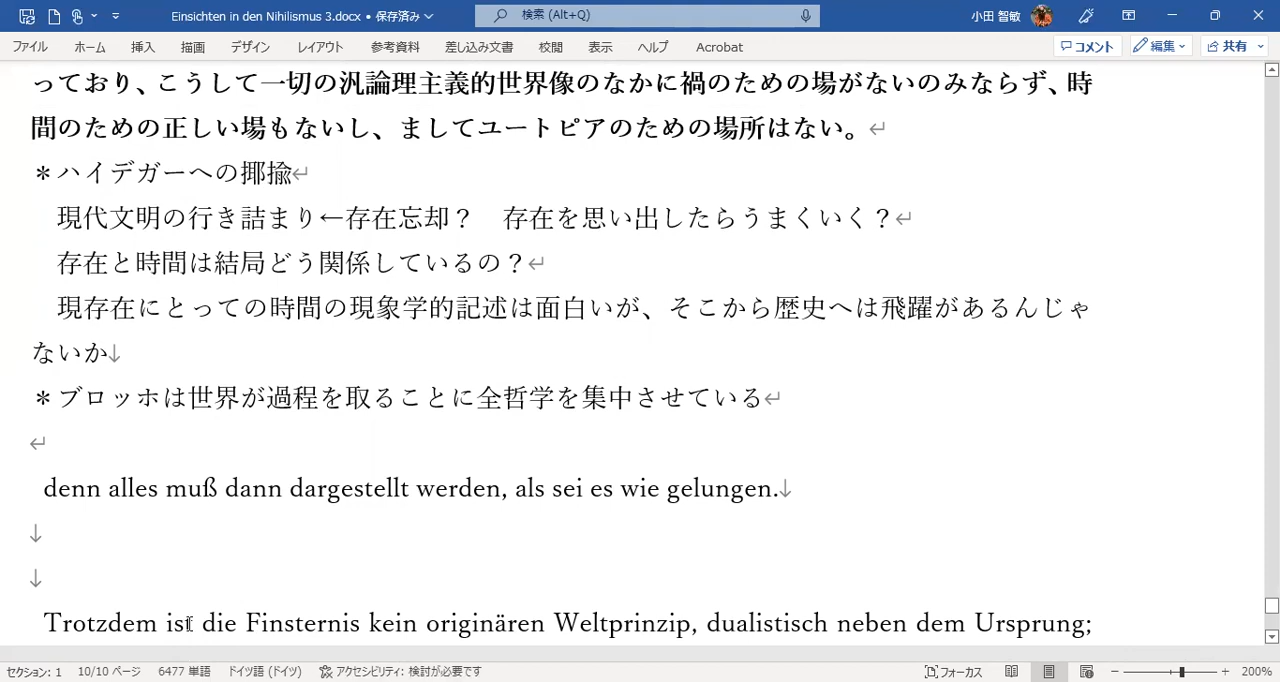 Einsichten in den Nihilismus 3.docx • 保存済み
検索 (Alt+Q)
小田 智敏
ファイル ホーム 挿入 描画 デザイン レイアウト 参考資料 差し込み文書 校閲 表示 ヘルプ Acrobat コメント 編集 共有
っており、こうして一切の汎論理主義的世界像のなかに禍のための場がないのみならず、時
間のための正しい場もないし、ましてユートピアのための場所はない。↵
＊ハイデガーへの揶揄↵
現代文明の行き詰まり←存在忘却？　存在を思い出したらうまくいく？↵
存在と時間は結局どう関係しているの？↵
現存在にとっての時間の現象学的記述は面白いが、そこから歴史へは飛躍があるんじゃ
ないか↓
＊ブロッホは世界が過程を取ることに全哲学を集中させている↵
↵
denn alles muß dann dargestellt werden, als sei es wie gelungen.↓
↓
↓
Trotzdem ist die Finsternis kein originären Weltprinzip, dualistisch neben dem Ursprung;
セクション: 1 10/10 ページ 6477 単語 ドイツ語 (ドイツ) アクセシビリティ: 検討が必要です フォーカス 200%